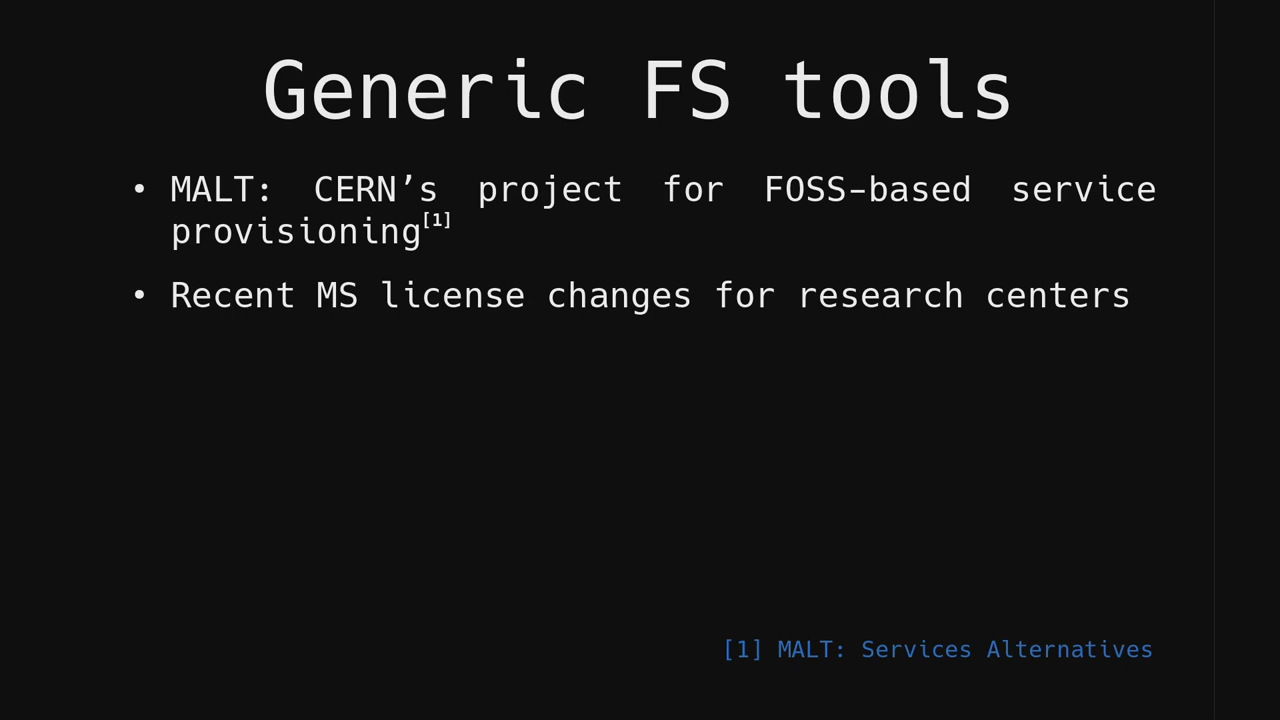 Generic FS tools
• MALT: CERN’s project for FOSS-based service
provisioning[1]
• Recent MS license changes for research centers
[1] MALT: Services Alternatives